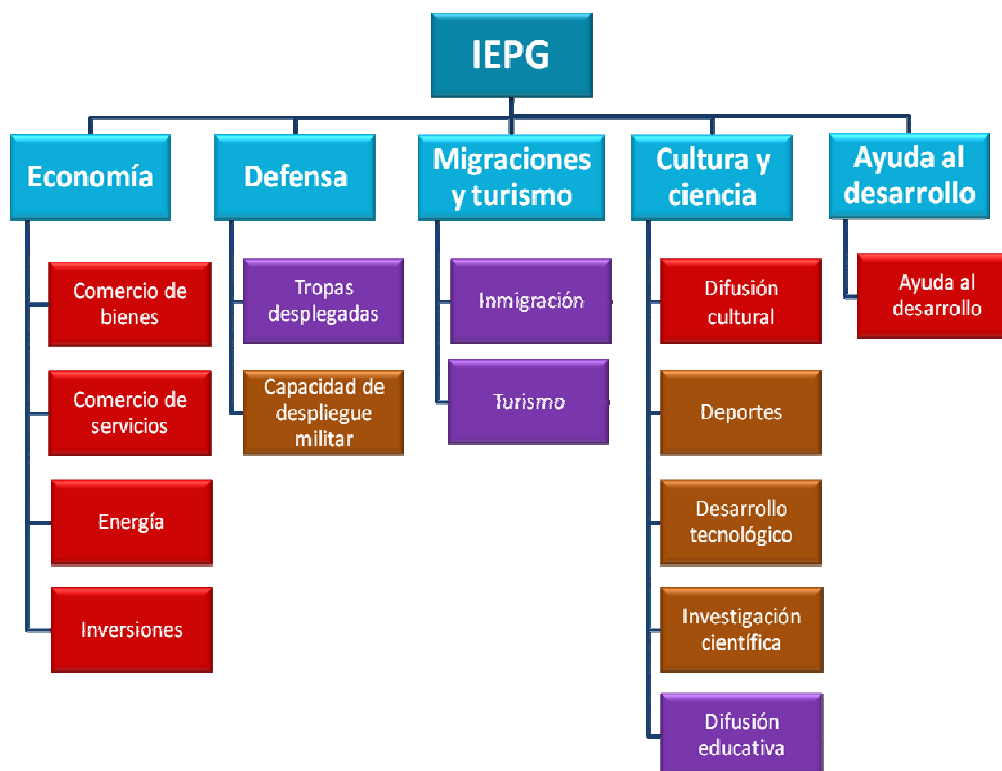 IEPG
Economía
Defensa
Migraciones
y turismo
Cultura y
ciencia
Ayuda al
desarrollo
Comercio de
bienes
Comercio de
servicios
Energía
Inversiones
Tropas
desplegadas
Capacidad de
despliegue
militar
Inmigración
Turismo
Difusión
cultural
Deportes
Desarrollo
tecnológico
Investigación
científica
Difusión
educativa
Ayuda al
desarrollo